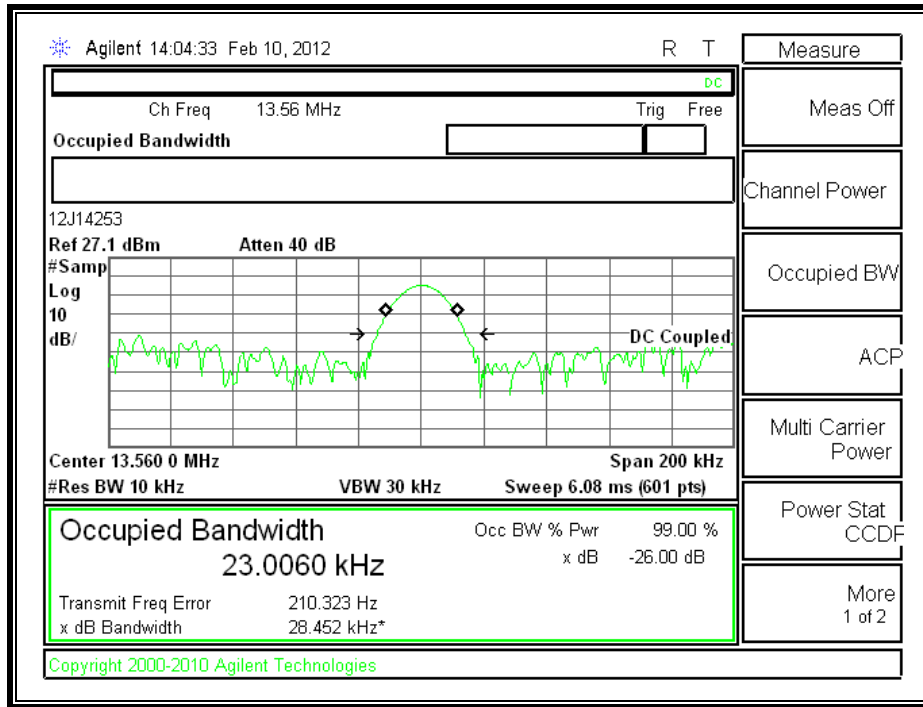 Agilent 14:04:33 Feb 10, 2012 R T
DC
Ch Freq 13.56 MHz Trig Free
Occupied Bandwidth
12J14253
Ref 27.1 dBm Atten 40 dB
#Samp
Log
10
dB/
DC Coupled
Center 13.560 0 MHz Span 200 kHz
#Res BW 10 kHz VBW 30 kHz Sweep 6.08 ms (601 pts)
Occupied Bandwidth
23.0060 kHz
Occ BW % Pwr 99.00 %
x dB -26.00 dB
Transmit Freq Error 210.323 Hz
x dB Bandwidth 28.452 kHz*
Copyright 2000-2010 Agilent Technologies
Measure
Meas Off
Channel Power
Occupied BW
ACP
Multi Carrier
Power
Power Stat
CCDF
More
1 of 2